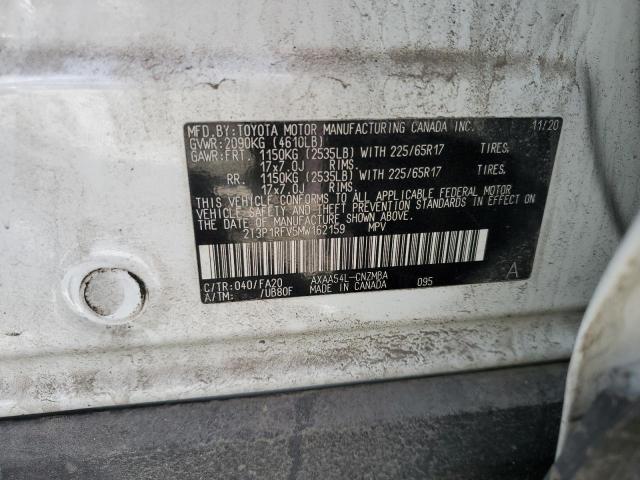 MFD. BY: TOYOTA MOTOR MANUFACTURING CANADA INC. 11/20
GVWR: 2090KG (4610LB)
GAWR: FRT. 1150KG (2535LB) WITH 225/65R17 TIRES.
17x7.0J RIMS.
RR. 1150KG (2535LB) WITH 225/65R17 TIRES.
17x7.0J RIMS.
THIS VEHICLE CONFORMS TO ALL APPLICABLE FEDERAL MOTOR
VEHICLE SAFETY AND THEFT PREVENTION STANDARDS IN EFFECT ON
THE DATE OF MANUFACTURE SHOWN ABOVE.
2T3P1RFV5MW162159 MPV
C/TR: 040/FA20 AXAA54L-CNZMBA 095 A
A/TM: /UB80F MADE IN CANADA